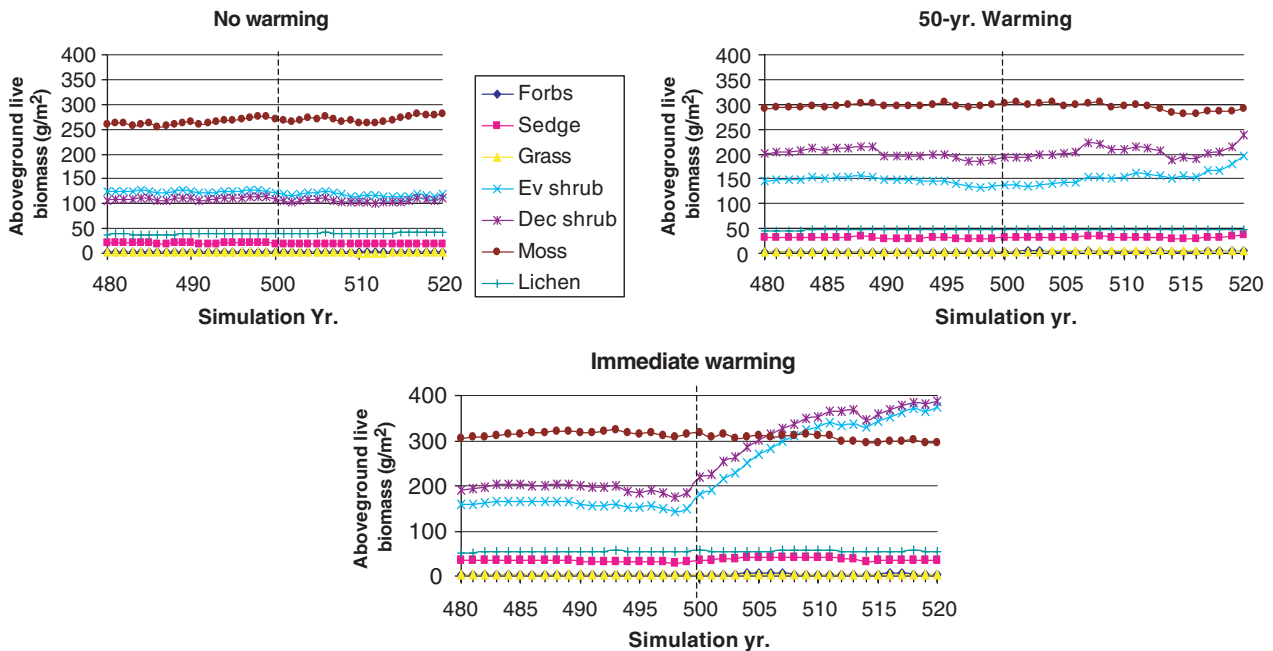 No warming
400
350
300
250
200
150
100
50
0
Aboveground live
biomass (g/m²)
480 485 490 495 500 510 510 520
Simulation Yr.
Forbs
Sedge
Grass
Ev shrub
Dec shrub
Moss
Lichen
50-yr. Warming
400
350
300
250
200
150
100
50
0
Aboveground live
biomass (g/m²)
480 485 490 495 500 505 510 515 520
Simulation yr.
Immediate warming
400
300
200
100
0
Aboveground live
biomass (g/m²)
480 485 490 495 500 505 510 515 520
Simulation yr.